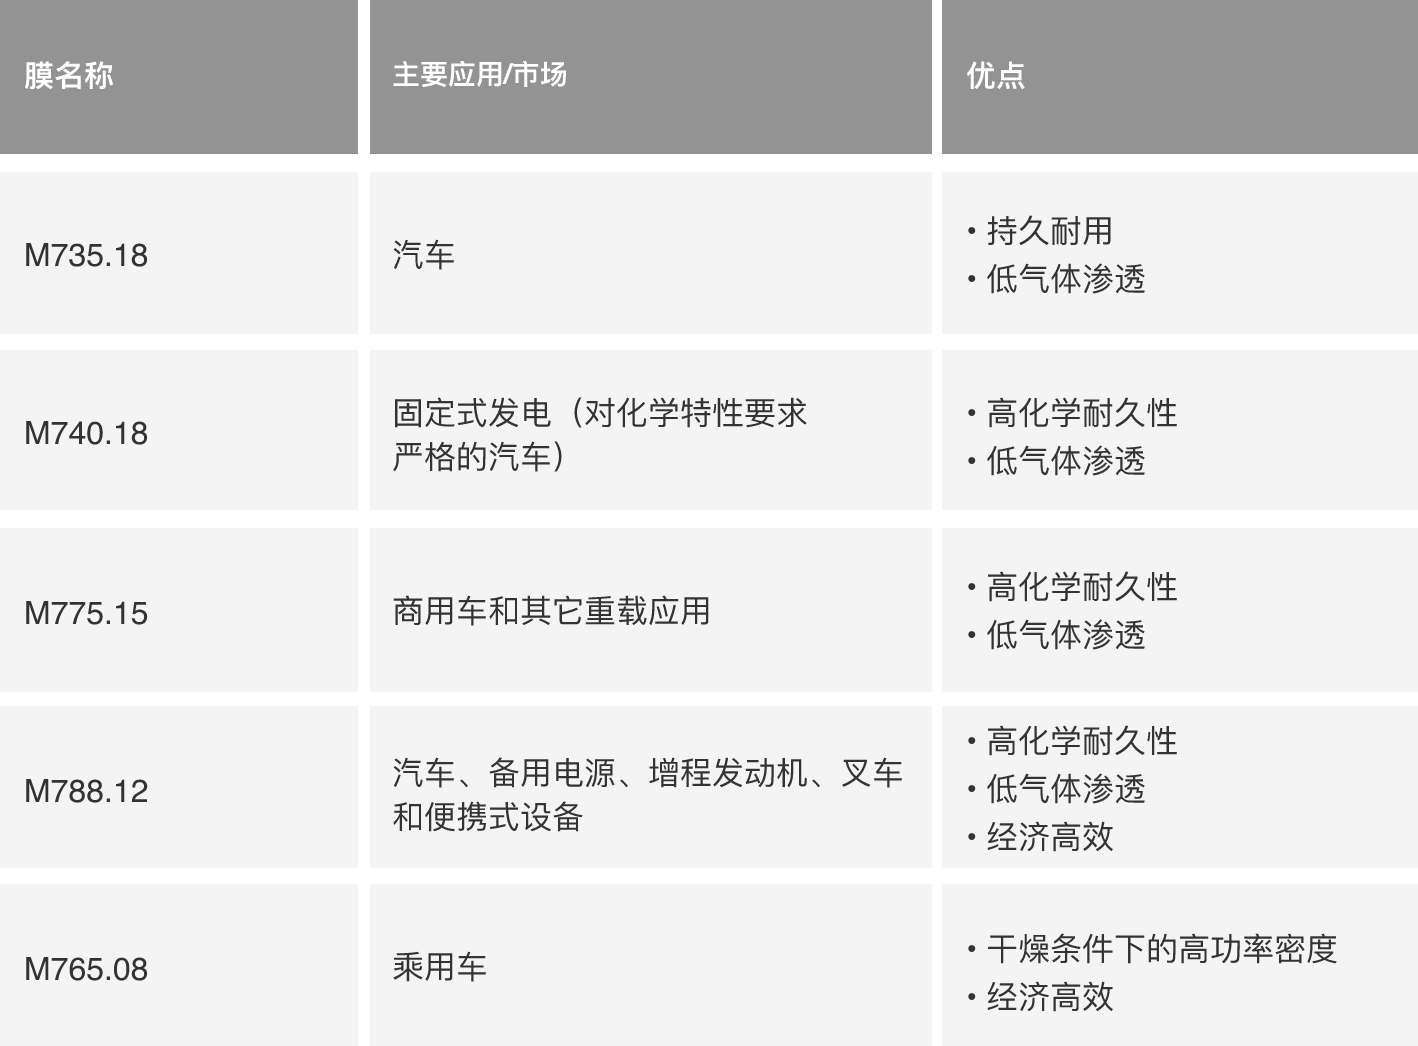 膜名称
主要应用/市场
优点
M735.18
汽车
• 持久耐用
• 低气体渗透
M740.18
固定式发电（对化学特性要求
严格的汽车）
• 高化学耐久性
• 低气体渗透
M775.15
商用车和其它重载应用
• 高化学耐久性
• 低气体渗透
M788.12
汽车、备用电源、增程发动机、叉车
和便携式设备
• 高化学耐久性
• 低气体渗透
• 经济高效
M765.08
乘用车
• 干燥条件下的高功率密度
• 经济高效